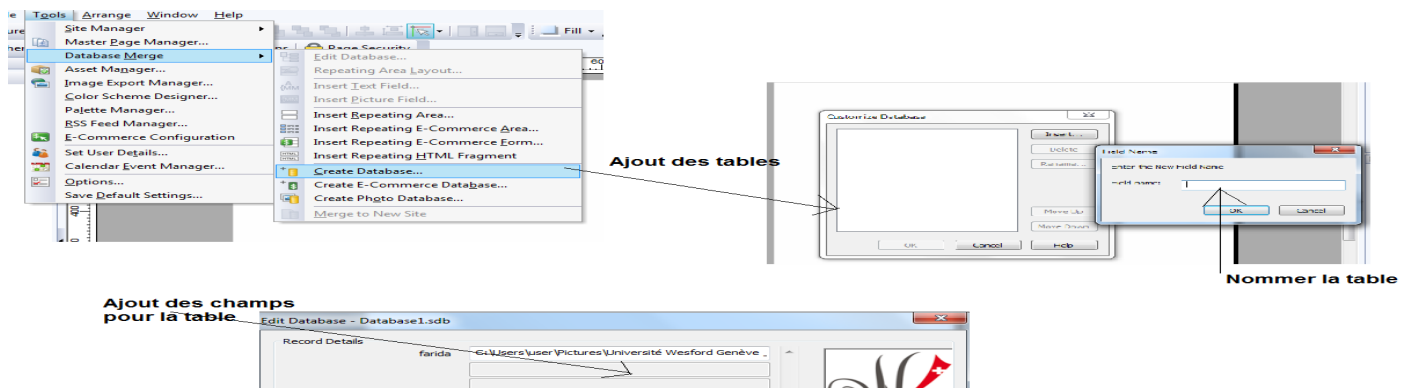 Tools Arrange Window Help
Site Manager
Master Page Manager...
Database Merge
Asset Manager...
Image Export Manager...
Color Scheme Designer...
Palette Manager...
RSS Feed Manager...
E-Commerce Configuration
Set User Details...
Calendar Event Manager...
Options...
Save Default Settings...
Fill
Page Security
Edit Database...
Repeating Area Layout...
Insert Text Field...
Insert Picture Field...
Insert Repeating Area...
Insert Repeating E-Commerce Area...
Insert Repeating E-Commerce Form...
Insert Repeating HTML Fragment
Create Database...
Create E-Commerce Database...
Create Photo Database...
Merge to New Site
Ajout des tables
Customize Database
Insert...
Delete
Rename...
Move Up
Move Down
OK Cancel Help
Field Name
Enter the New Field Name
Field name:
OK Cancel
Nommer la table
Ajout des champs
pour la table
Edit Database - Database1.sdb
Record Details
farida G:\Users\user\Pictures\Université Wesford Genève